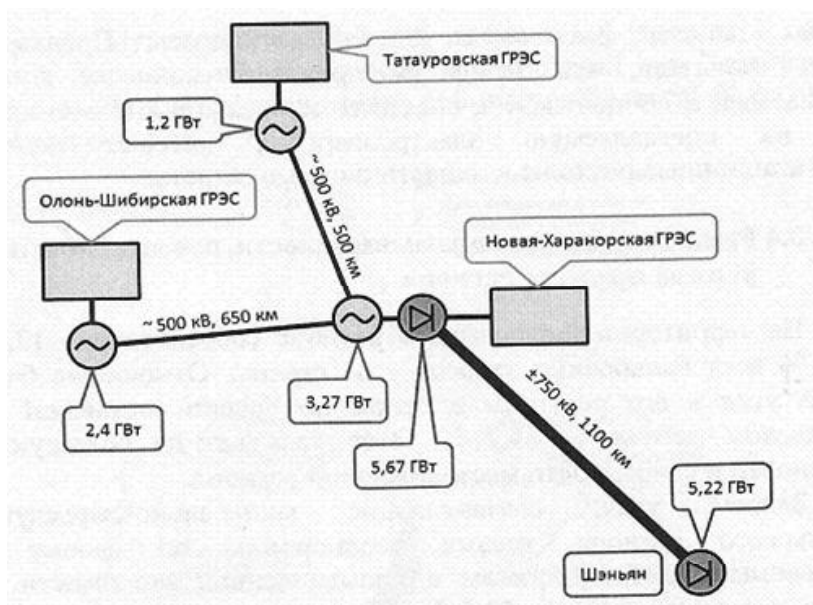 Татауровская ГРЭС
1,2 ГВт
~ 500 кВ, 500 км
Олонь-Шибирская ГРЭС
Новая-Харанорская ГРЭС
~ 500 кВ, 650 км
2,4 ГВт
3,27 ГВт
5,67 ГВт
±750 кВ, 1100 км
5,22 ГВт
Шэньян